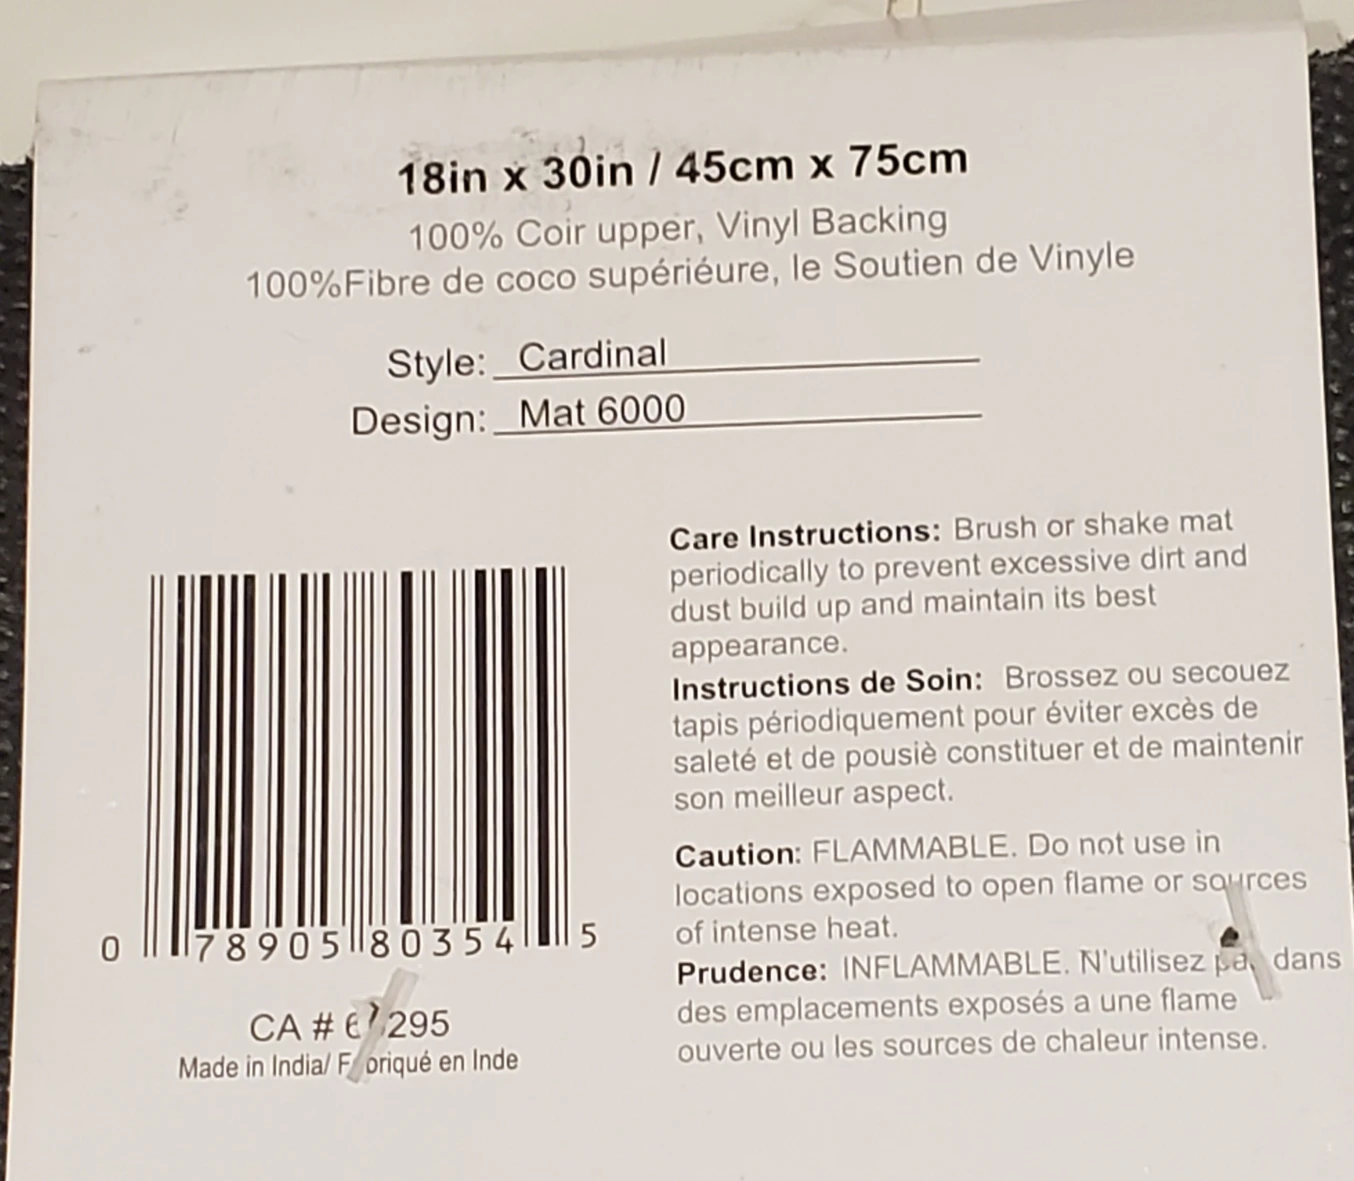 18in x 30in / 45cm x 75cm
100% Coir upper, Vinyl Backing
100%Fibre de coco supériéure, le Soutien de Vinyle
Style: Cardinal
Design: Mat 6000
Care Instructions: Brush or shake mat
periodically to prevent excessive dirt and
dust build up and maintain its best
appearance.
Instructions de Soin: Brossez ou secouez
tapis périodiquement pour éviter excès de
saleté et de pousiè constituer et de maintenir
son meilleur aspect.
Caution: FLAMMABLE. Do not use in
locations exposed to open flame or sources
of intense heat.
Prudence: INFLAMMABLE. N'utilisez pas dans
des emplacements exposés a une flame
ouverte ou les sources de chaleur intense.
0 78905 80354 5
CA #
Made in India/ Fabriqué en Inde